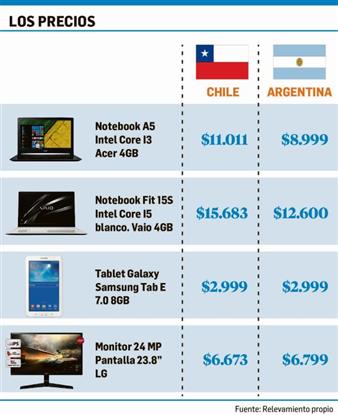 LOS PRECIOS
CHILE
ARGENTINA
Notebook A5
Intel Core I3
Acer 4GB
$11.011
$8.999
VAIO
Notebook Fit 15S
Intel Core I5
blanco. Vaio 4GB
$15.683
$12.600
Tablet Galaxy
Samsung Tab E
7.0 8GB
$2.999
$2.999
Monitor 24 MP
Pantalla 23.8"
LG
$6.673
$6.799
Fuente: Relevamiento propio